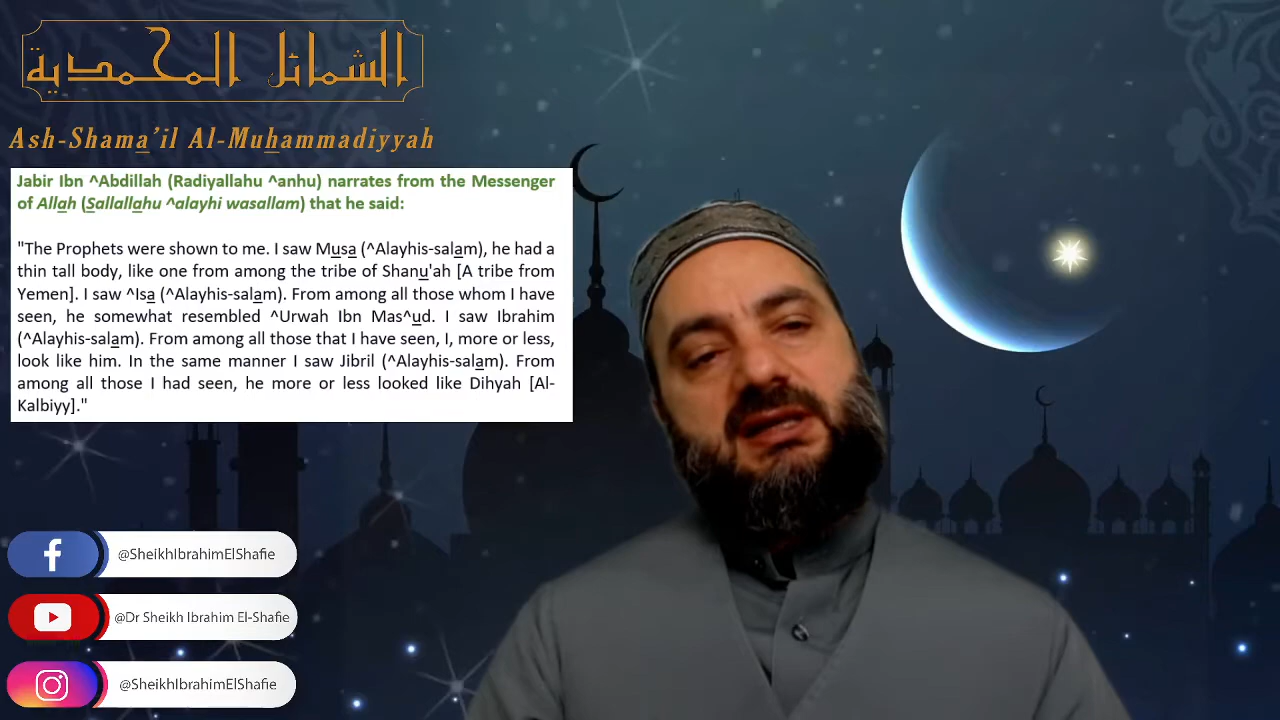 الشمائل المحمدية
Ash-Shama'il Al-Muhammadiyyah
Jabir Ibn ^Abdillah (Radiyallahu ^anhu) narrates from the Messenger
of Allah (Sallallahu ^alayhi wasallam) that he said:
"The Prophets were shown to me. I saw Musa (^Alayhis-salam), he had a
thin tall body, like one from among the tribe of Shanu'ah [A tribe from
Yemen]. I saw ^Isa (^Alayhis-salam). From among all those whom I have
seen, he somewhat resembled ^Urwah Ibn Mas^ud. I saw Ibrahim
(^Alayhis-salam). From among all those that I have seen, I, more or less,
look like him. In the same manner I saw Jibril (^Alayhis-salam). From
among all those I had seen, he more or less looked like Dihyah [Al-
Kalbiyy]."
@SheikhIbrahimElShafie
@Dr Sheikh Ibrahim El-Shafie
@SheikhIbrahimElShafie